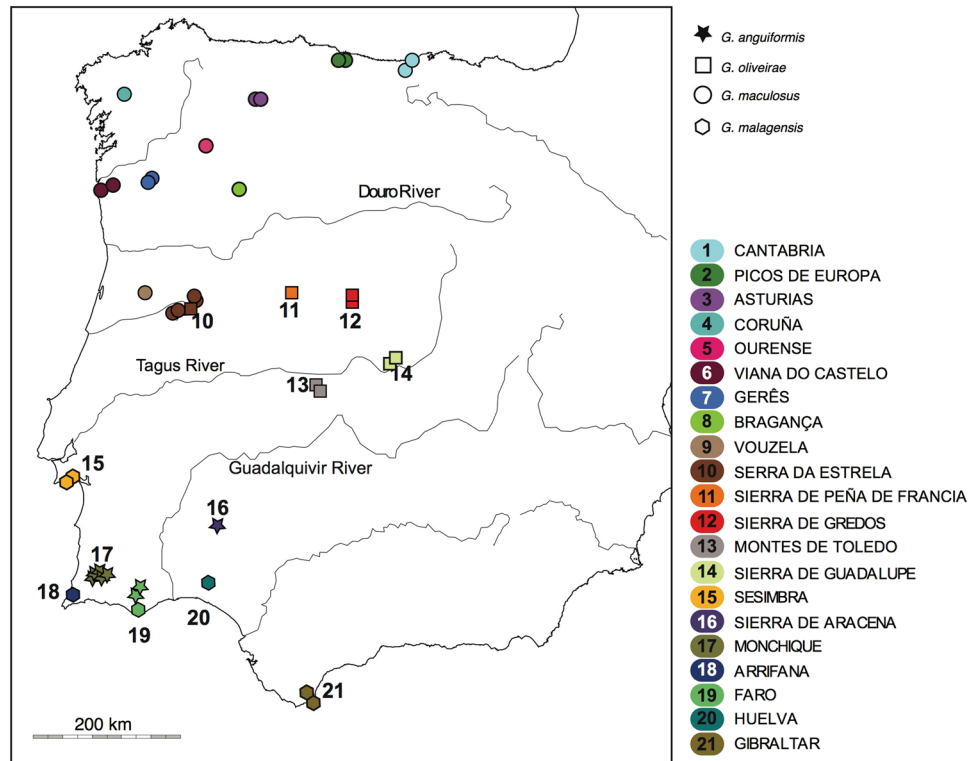 G. anguiformis
G. oliveirae
G. maculosus
G. malagensis
Douro River
10
11
12
Tagus River
13
14
15
Guadalquivir River
16
17
18
19
20
21
200 km
1 CANTABRIA
2 PICOS DE EUROPA
3 ASTURIAS
4 CORUÑA
5 OURENSE
6 VIANA DO CASTELO
7 GERÊS
8 BRAGANÇA
9 VOUZELA
10 SERRA DA ESTRELA
11 SIERRA DE PEÑA DE FRANCIA
12 SIERRA DE GREDOS
13 MONTES DE TOLEDO
14 SIERRA DE GUADALUPE
15 SESIMBRA
16 SIERRA DE ARACENA
17 MONCHIQUE
18 ARRIFANA
19 FARO
20 HUELVA
21 GIBRALTAR